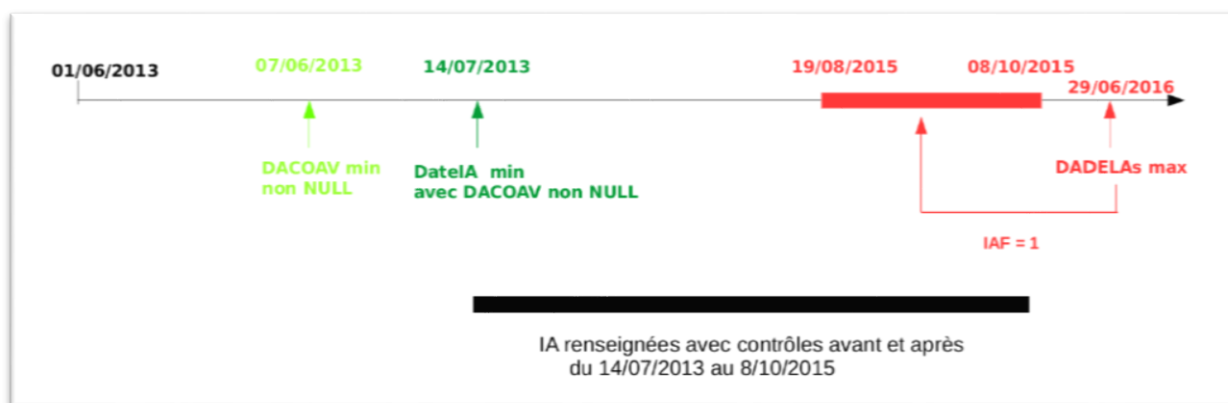 01/06/2013
07/06/2013
14/07/2013
19/08/2015
08/10/2015
29/06/2016
DACOAV min
non NULL
DateIA min
avec DACOAV non NULL
DADELAs max
IAF = 1
IA renseignées avec contrôles avant et après
du 14/07/2013 au 8/10/2015